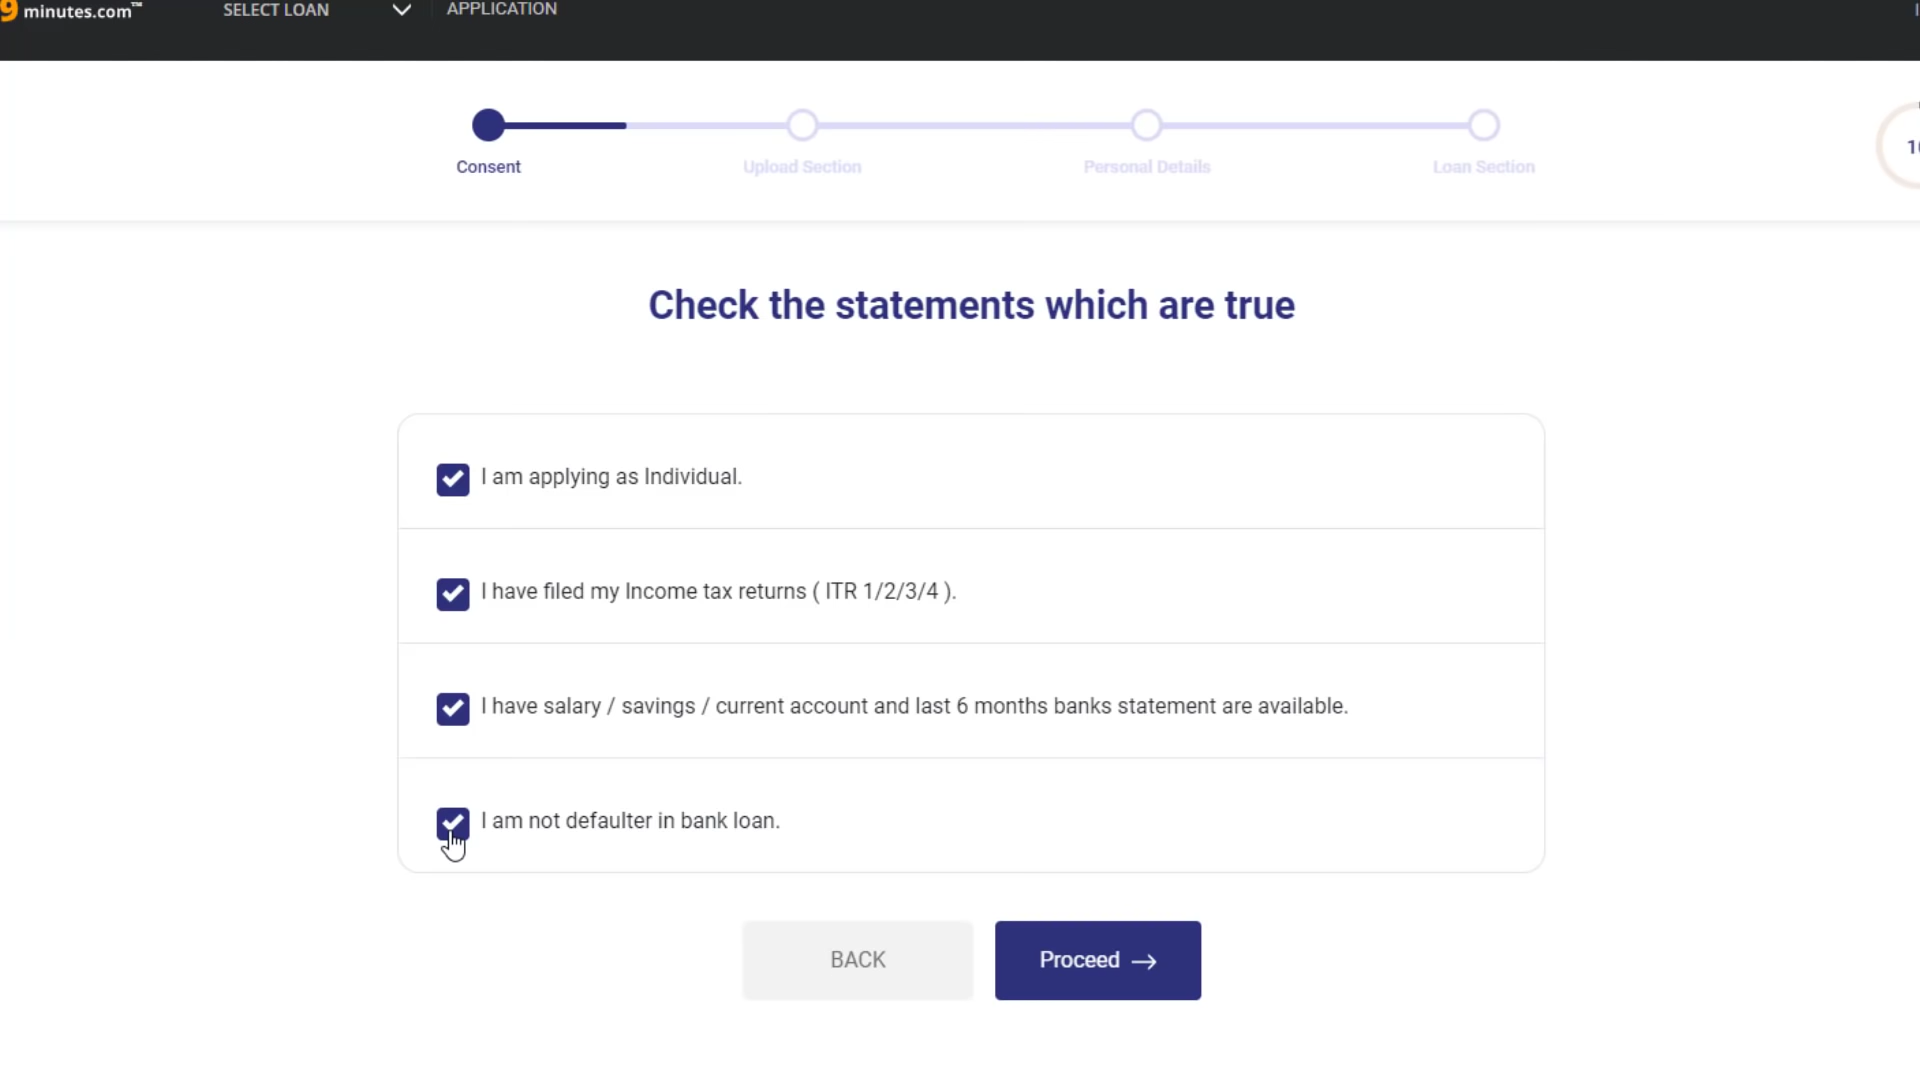 9 minutes.com™ SELECT LOAN APPLICATION
Consent Upload Section Personal Details Loan Section
Check the statements which are true
I am applying as Individual.
I have filed my Income tax returns ( ITR 1/2/3/4 ).
I have salary / savings / current account and last 6 months banks statement are available.
I am not defaulter in bank loan.
BACK Proceed →